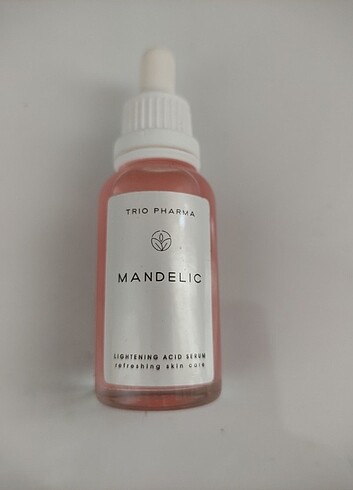 TRIO PHARMA
MANDELIC
LIGHTENING ACID SERUM
refreshing skin care